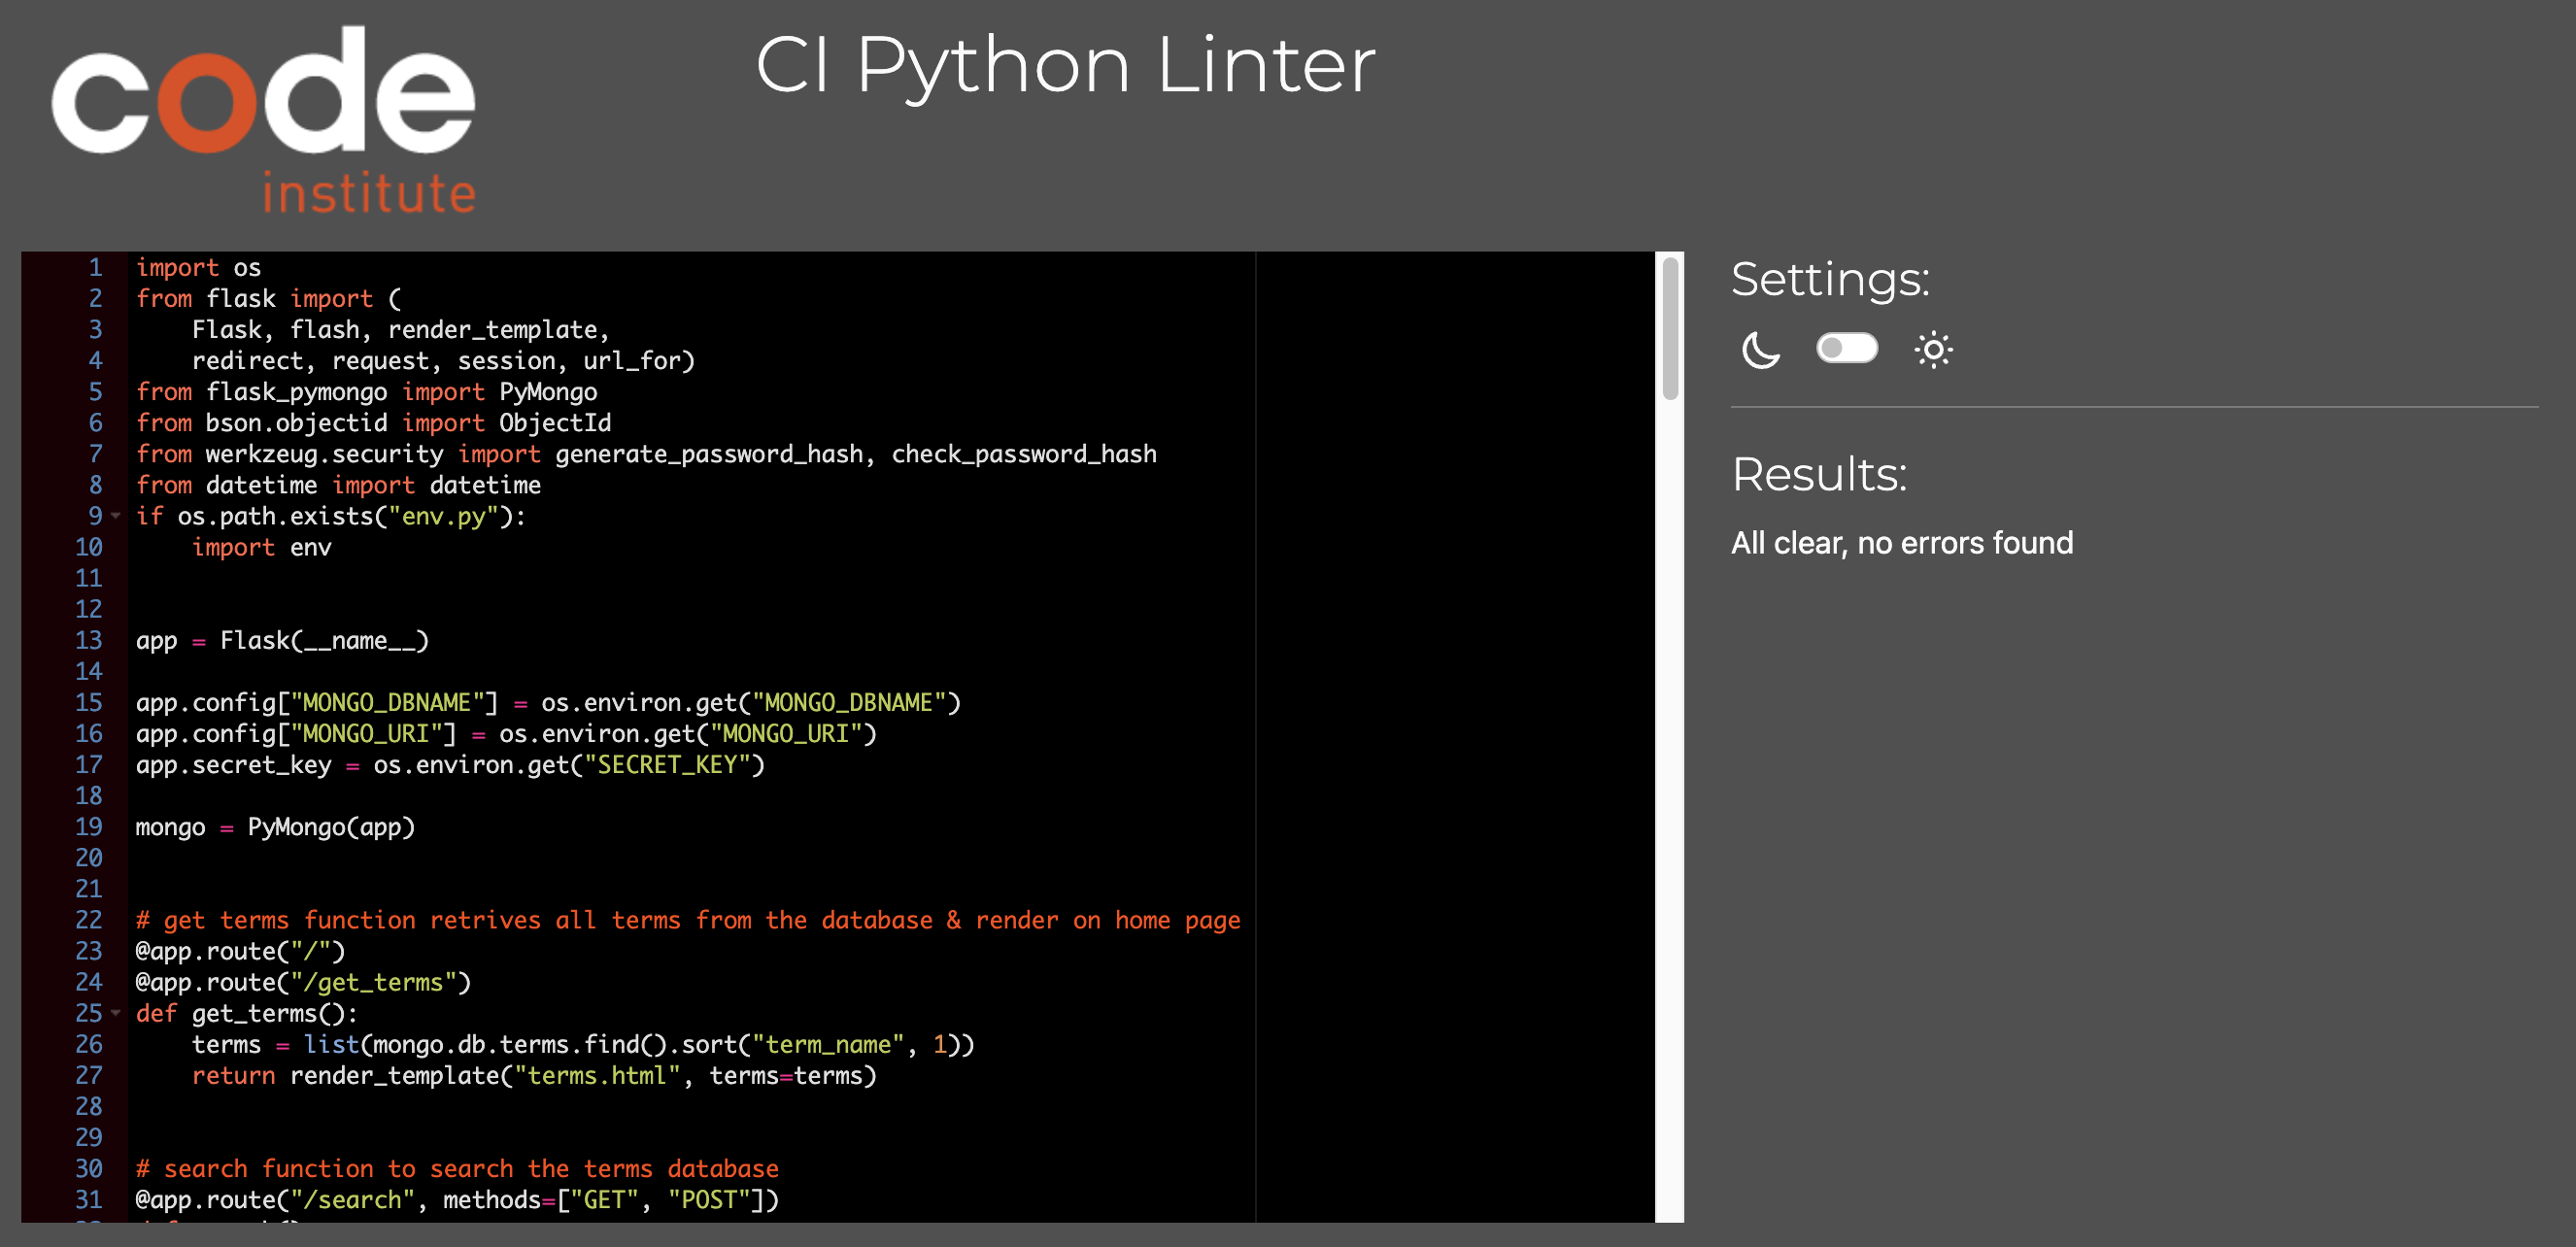 code
institute
CI Python Linter
1 import os
2 from flask import (
3     Flask, flash, render_template,
4     redirect, request, session, url_for)
5 from flask_pymongo import PyMongo
6 from bson.objectid import ObjectId
7 from werkzeug.security import generate_password_hash, check_password_hash
8 from datetime import datetime
9 if os.path.exists("env.py"):
10     import env
11
12
13 app = Flask(__name__)
14
15 app.config["MONGO_DBNAME"] = os.environ.get("MONGO_DBNAME")
16 app.config["MONGO_URI"] = os.environ.get("MONGO_URI")
17 app.secret_key = os.environ.get("SECRET_KEY")
18
19 mongo = PyMongo(app)
20
21
22 # get terms function retrives all terms from the database & render on home page
23 @app.route("/")
24 @app.route("/get_terms")
25 def get_terms():
26     terms = list(mongo.db.terms.find().sort("term_name", 1))
27     return render_template("terms.html", terms=terms)
28
29
30 # search function to search the terms database
31 @app.route("/search", methods=["GET", "POST"])
Settings:
Results:
All clear, no errors found